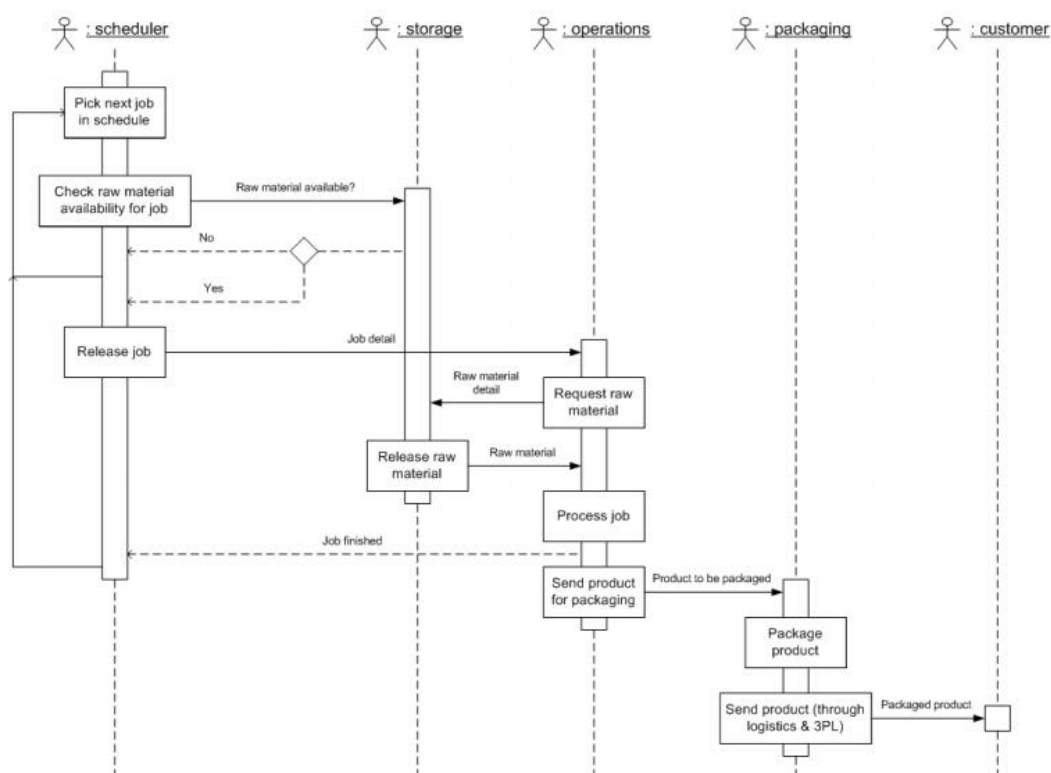 : scheduler
: storage
: operations
: packaging
: customer
Pick next job
in schedule
Check raw material
availability for job
Raw material available?
No
Yes
Release job
Job detail
Raw material
detail
Request raw
material
Release raw
material
Raw material
Process job
Job finished
Send product
for packaging
Product to be packaged
Package
product
Send product (through
logistics & 3PL)
Packaged product